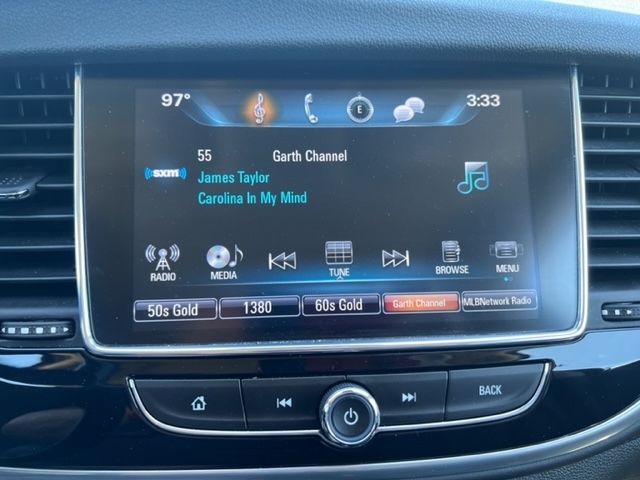 97° E 3:33
55 Garth Channel
sxm James Taylor
Carolina In My Mind
RADIO MEDIA TUNE BROWSE MENU
50s Gold 1380 60s Gold Garth Channel MLBNetwork Radio
BACK